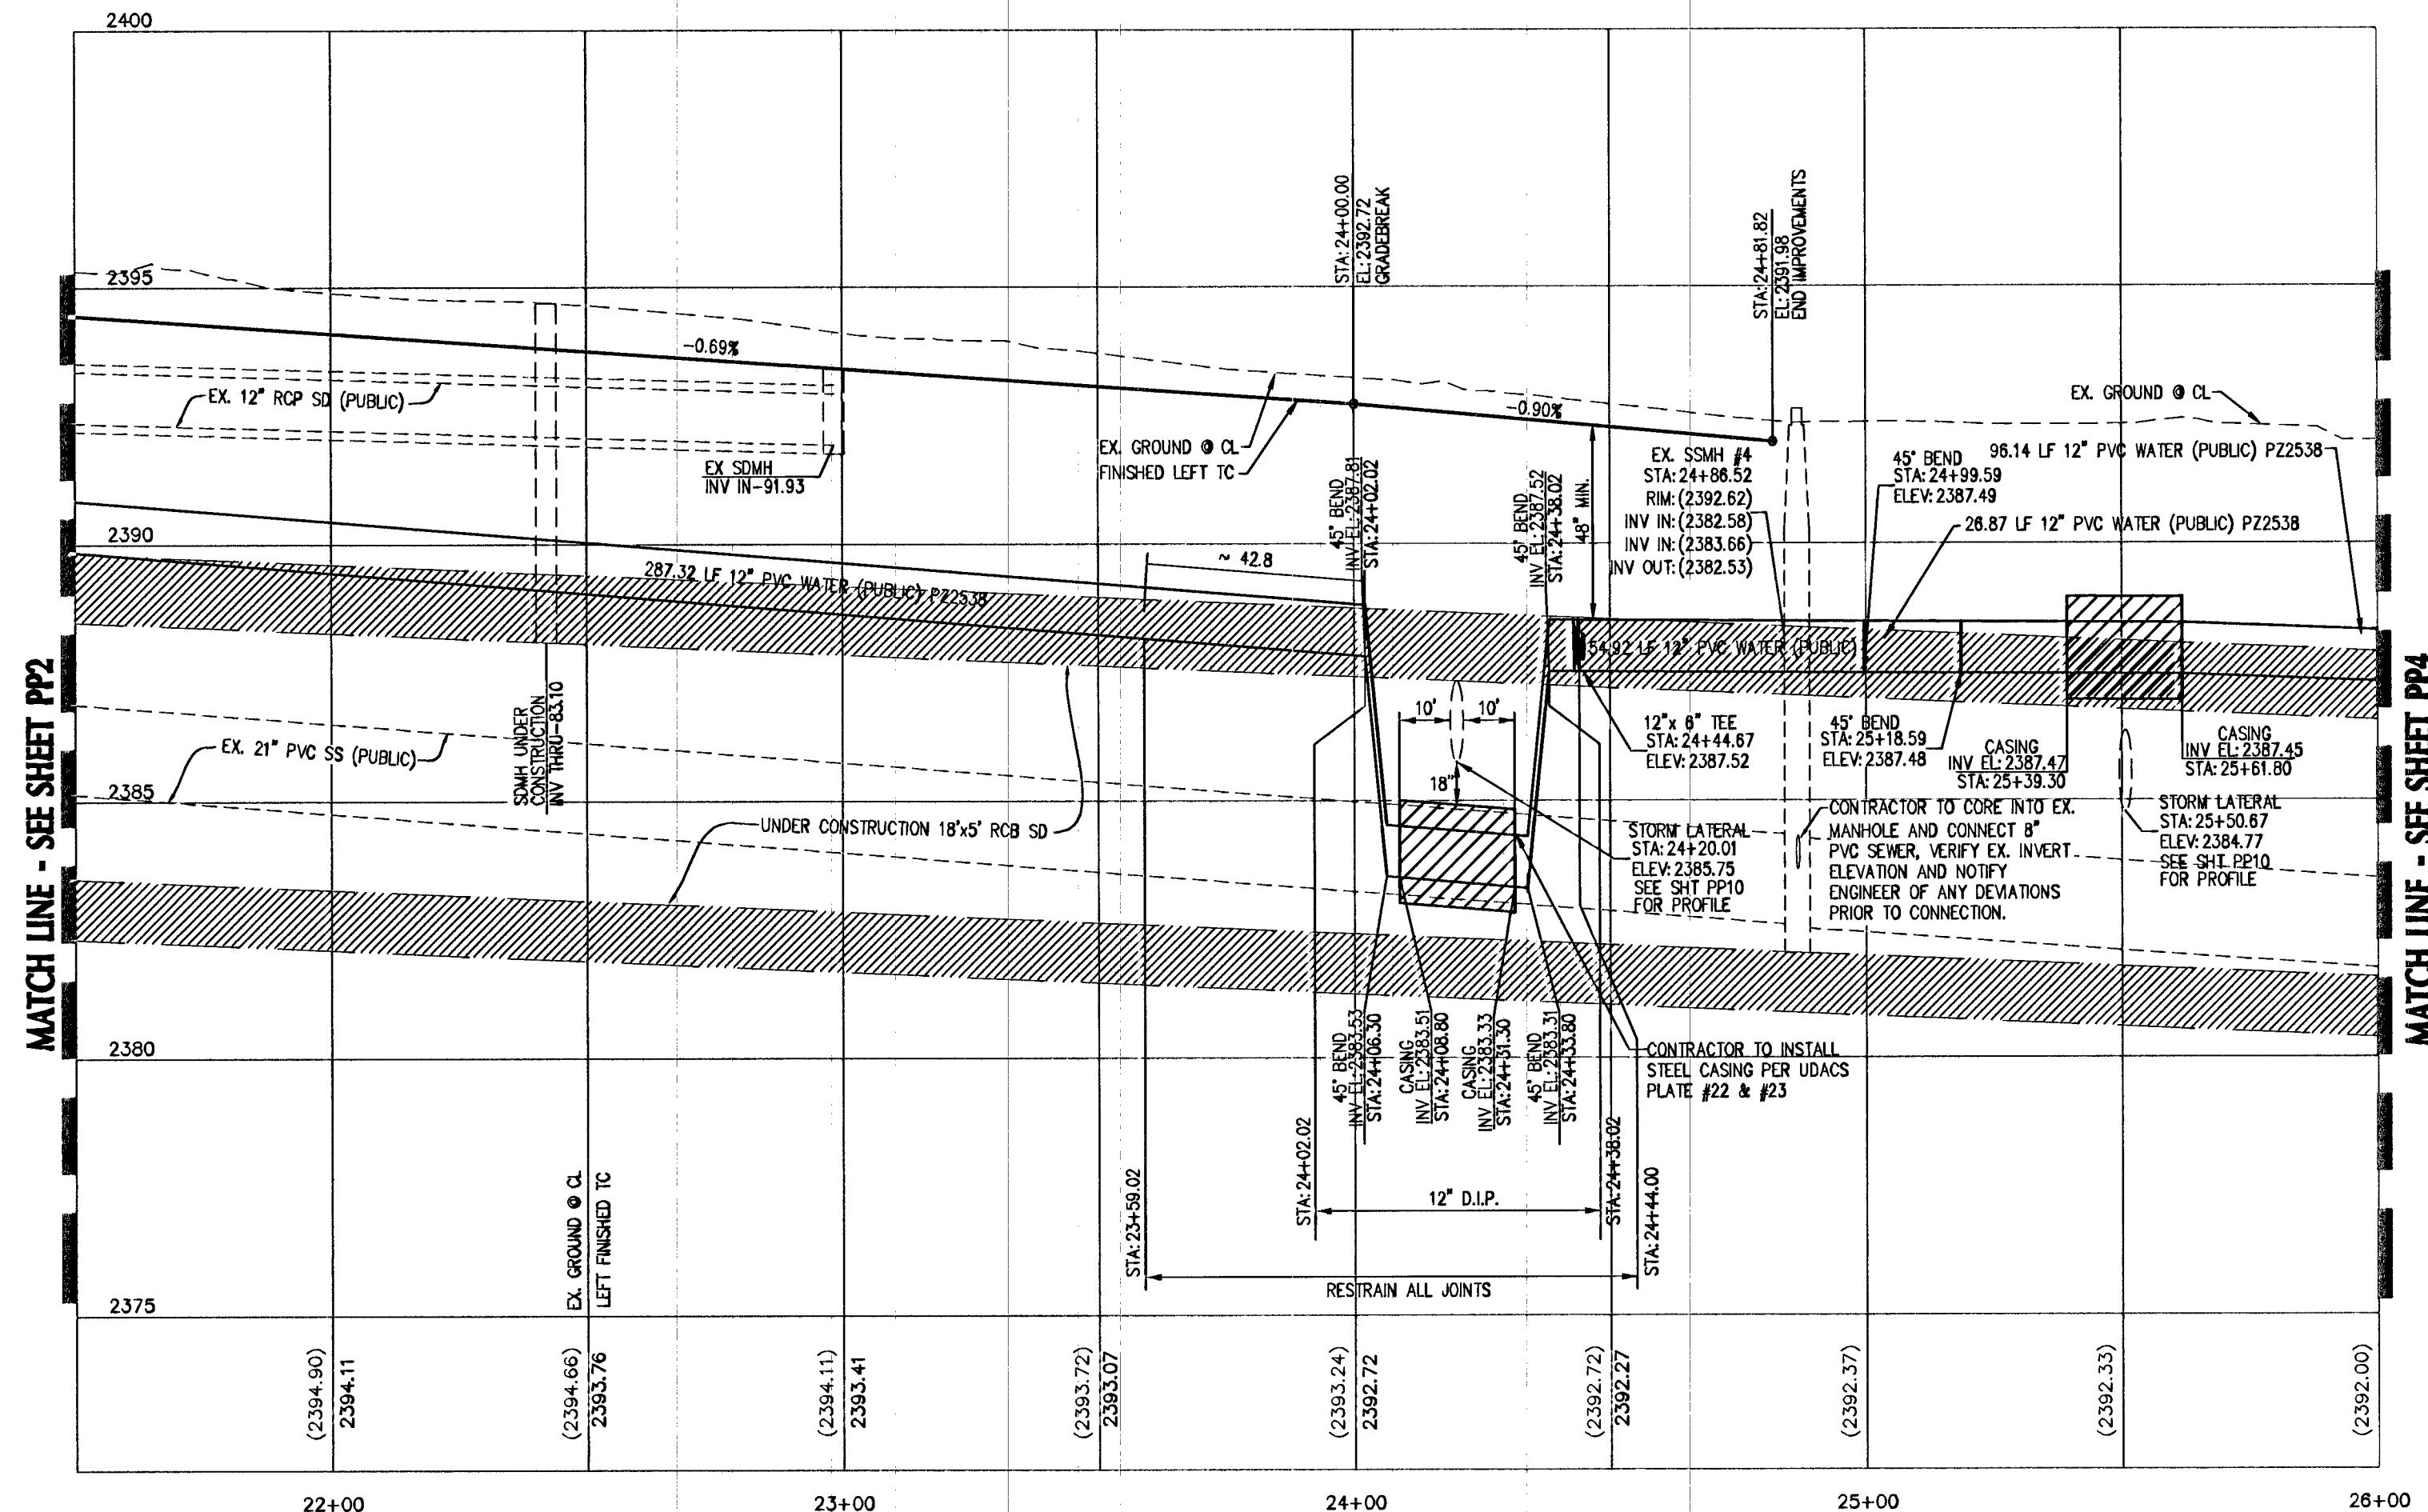 2400
2395
2390
2385
2380
2375
MATCH LINE - SEE SHEET PP2
MATCH LINE - SEE SHEET PP4
STA: 24+00.00
EL: 2392.72
GRADEBREAK
STA: 24+81.82
EL: 2391.98
END IMPROVEMENTS
-0.69%
-0.90%
EX. 12" RCP SD (PUBLIC)
EX SDMH
INV IN-91.93
EX. GROUND @ CL
FINISHED LEFT TC
EX. GROUND @ CL
45° BEND
INV EL: 2387.81
STA: 24+02.02
45° BEND
INV EL: 2387.52
STA: 24+38.02
48" MIN.
EX. SSMH #4
STA: 24+86.52
RIM: (2392.62)
INV IN: (2382.58)
INV IN: (2383.66)
INV OUT: (2382.53)
45° BEND
STA: 24+99.59
ELEV: 2387.49
96.14 LF 12" PVC WATER (PUBLIC) PZ2538
26.87 LF 12" PVC WATER (PUBLIC) PZ2538
~ 42.8
287.32 LF 12" PVC WATER (PUBLIC) PZ2538
54.92 LF 12" PVC WATER (PUBLIC)
SDMH UNDER
CONSTRUCTION
INV THRU-83.10
EX. 21" PVC SS (PUBLIC)
UNDER CONSTRUCTION 18'x5' RCB SD
10'
10'
18"
12"x 6" TEE
STA: 24+44.67
ELEV: 2387.52
45° BEND
STA: 25+18.59
ELEV: 2387.48
CASING
INV EL: 2387.47
STA: 25+39.30
CASING
INV EL: 2387.45
STA: 25+61.80
STORM LATERAL
STA: 24+20.01
ELEV: 2385.75
SEE SHT PP10
FOR PROFILE
CONTRACTOR TO CORE INTO EX.
MANHOLE AND CONNECT 8"
PVC SEWER, VERIFY EX. INVERT
ELEVATION AND NOTIFY
ENGINEER OF ANY DEVIATIONS
PRIOR TO CONNECTION.
STORM LATERAL
STA: 25+50.67
ELEV: 2384.77
SEE SHT PP10
FOR PROFILE
45° BEND
INV EL: 2383.53
STA: 24+06.30
CASING
INV EL: 2383.51
STA: 24+08.80
CASING
INV EL: 2383.33
STA: 24+31.30
45° BEND
INV EL: 2383.31
STA: 24+33.80
CONTRACTOR TO INSTALL
STEEL CASING PER UDACS
PLATE #22 & #23
STA: 23+59.02
STA: 24+02.02
12" D.I.P.
STA: 24+38.02
STA: 24+44.00
RESTRAIN ALL JOINTS
EX. GROUND @ CL
LEFT FINISHED TC
(2394.90)
2394.11
(2394.66)
2393.76
(2394.11)
2393.41
(2393.72)
2393.07
(2393.24)
2392.72
(2392.72)
2392.27
(2392.37)
(2392.33)
(2392.00)
22+00
23+00
24+00
25+00
26+00